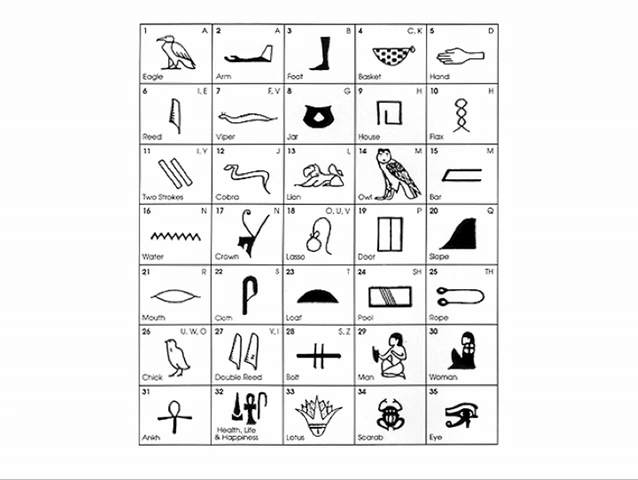 1 A
Eagle
2 A
Arm
3 B
Foot
4 C, K
Basket
5 D
Hand
6 I, E
Reed
7 F, V
Viper
8 G
Jar
9 H
House
10 H
Flax
11 I, Y
Two Strokes
12 J
Cobra
13 L
Lion
14 M
Owl
15 M
Bar
16 N
Water
17 N
Crown
18 O, U, V
Lasso
19 P
Door
20 Q
Slope
21 R
Mouth
22 S
Cloth
23 T
Loaf
24 SH
Pool
25 TH
Rope
26 U, W, O
Chick
27 Y, I
Double Reed
28 S, Z
Bolt
29
Man
30
Woman
31
Ankh
32
Health, Life
& Happiness
33
Lotus
34
Scarab
35
Eye